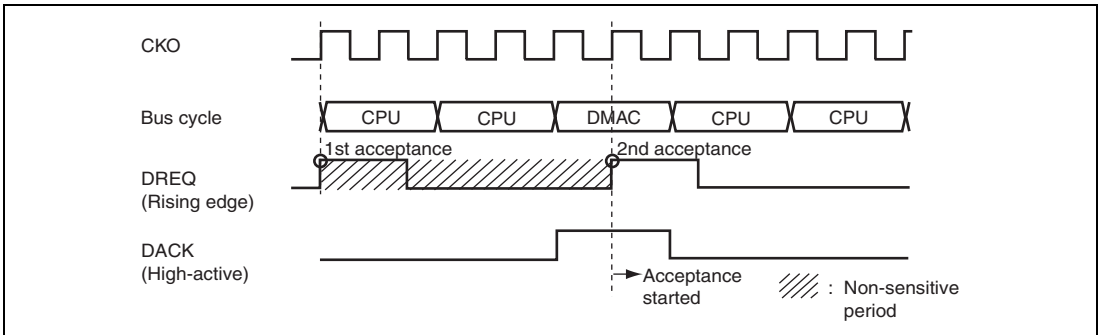 CKO
Bus cycle
CPU CPU DMAC CPU CPU
1st acceptance 2nd acceptance
DREQ
(Rising edge)
DACK
(High-active)
Acceptance
started
: Non-sensitive
period